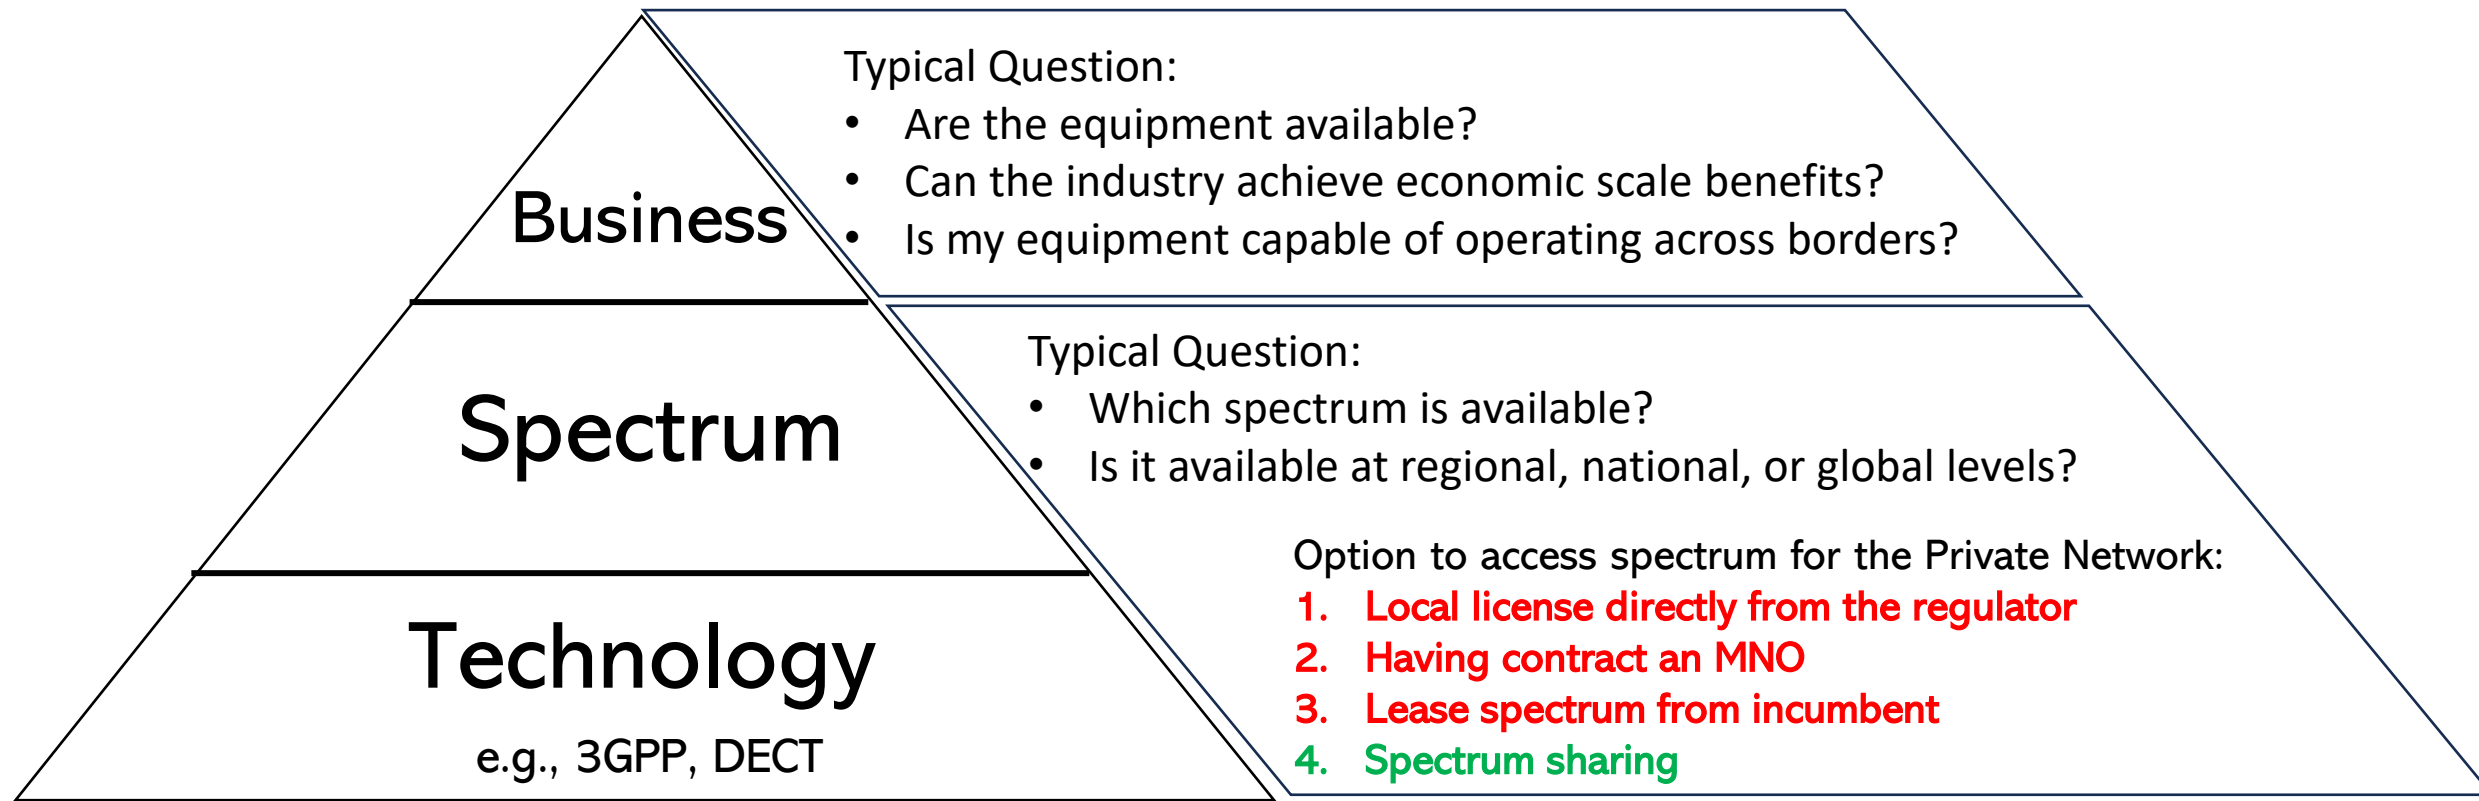 Business
Spectrum
Technology
e.g., 3GPP, DECT
Typical Question:
• Are the equipment available?
• Can the industry achieve economic scale benefits?
• Is my equipment capable of operating across borders?
Typical Question:
• Which spectrum is available?
• Is it available at regional, national, or global levels?
Option to access spectrum for the Private Network:
1. Local license directly from the regulator
2. Having contract an MNO
3. Lease spectrum from incumbent
4. Spectrum sharing